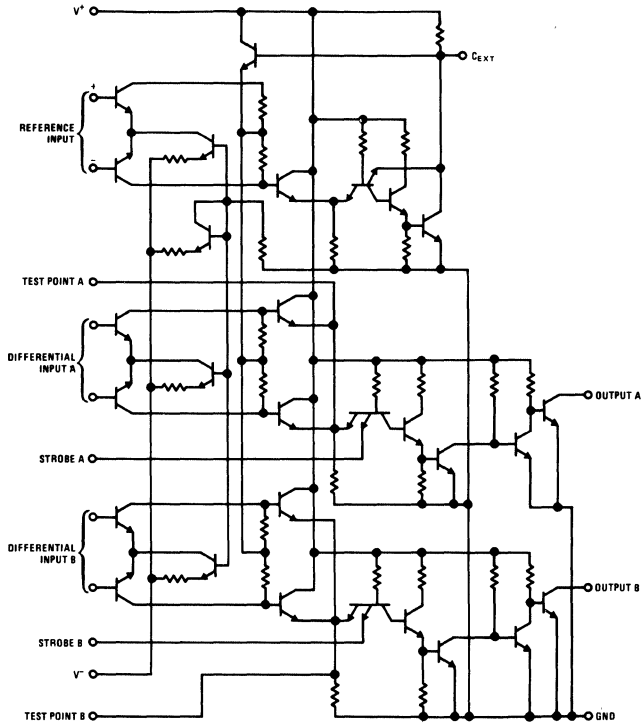 V+
CEXT
+
REFERENCE
INPUT
−
TEST POINT A
DIFFERENTIAL
INPUT A
OUTPUT A
STROBE A
DIFFERENTIAL
INPUT B
OUTPUT B
STROBE B
V−
TEST POINT B
GND